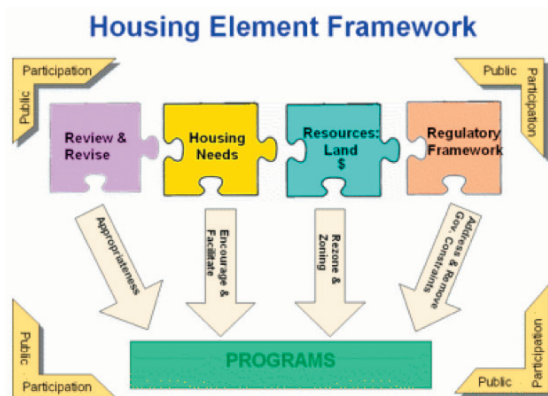 Housing Element Framework
Participation
Public
Public
Participation
Review &
Revise
Housing
Needs
Resources:
Land
$
Regulatory
Framework
Appropriateness
Encourage &
Facilitate
Rezone &
Zoning
Address & Remove
Gov. Constraints
PROGRAMS
Public
Participation
Participation
Public